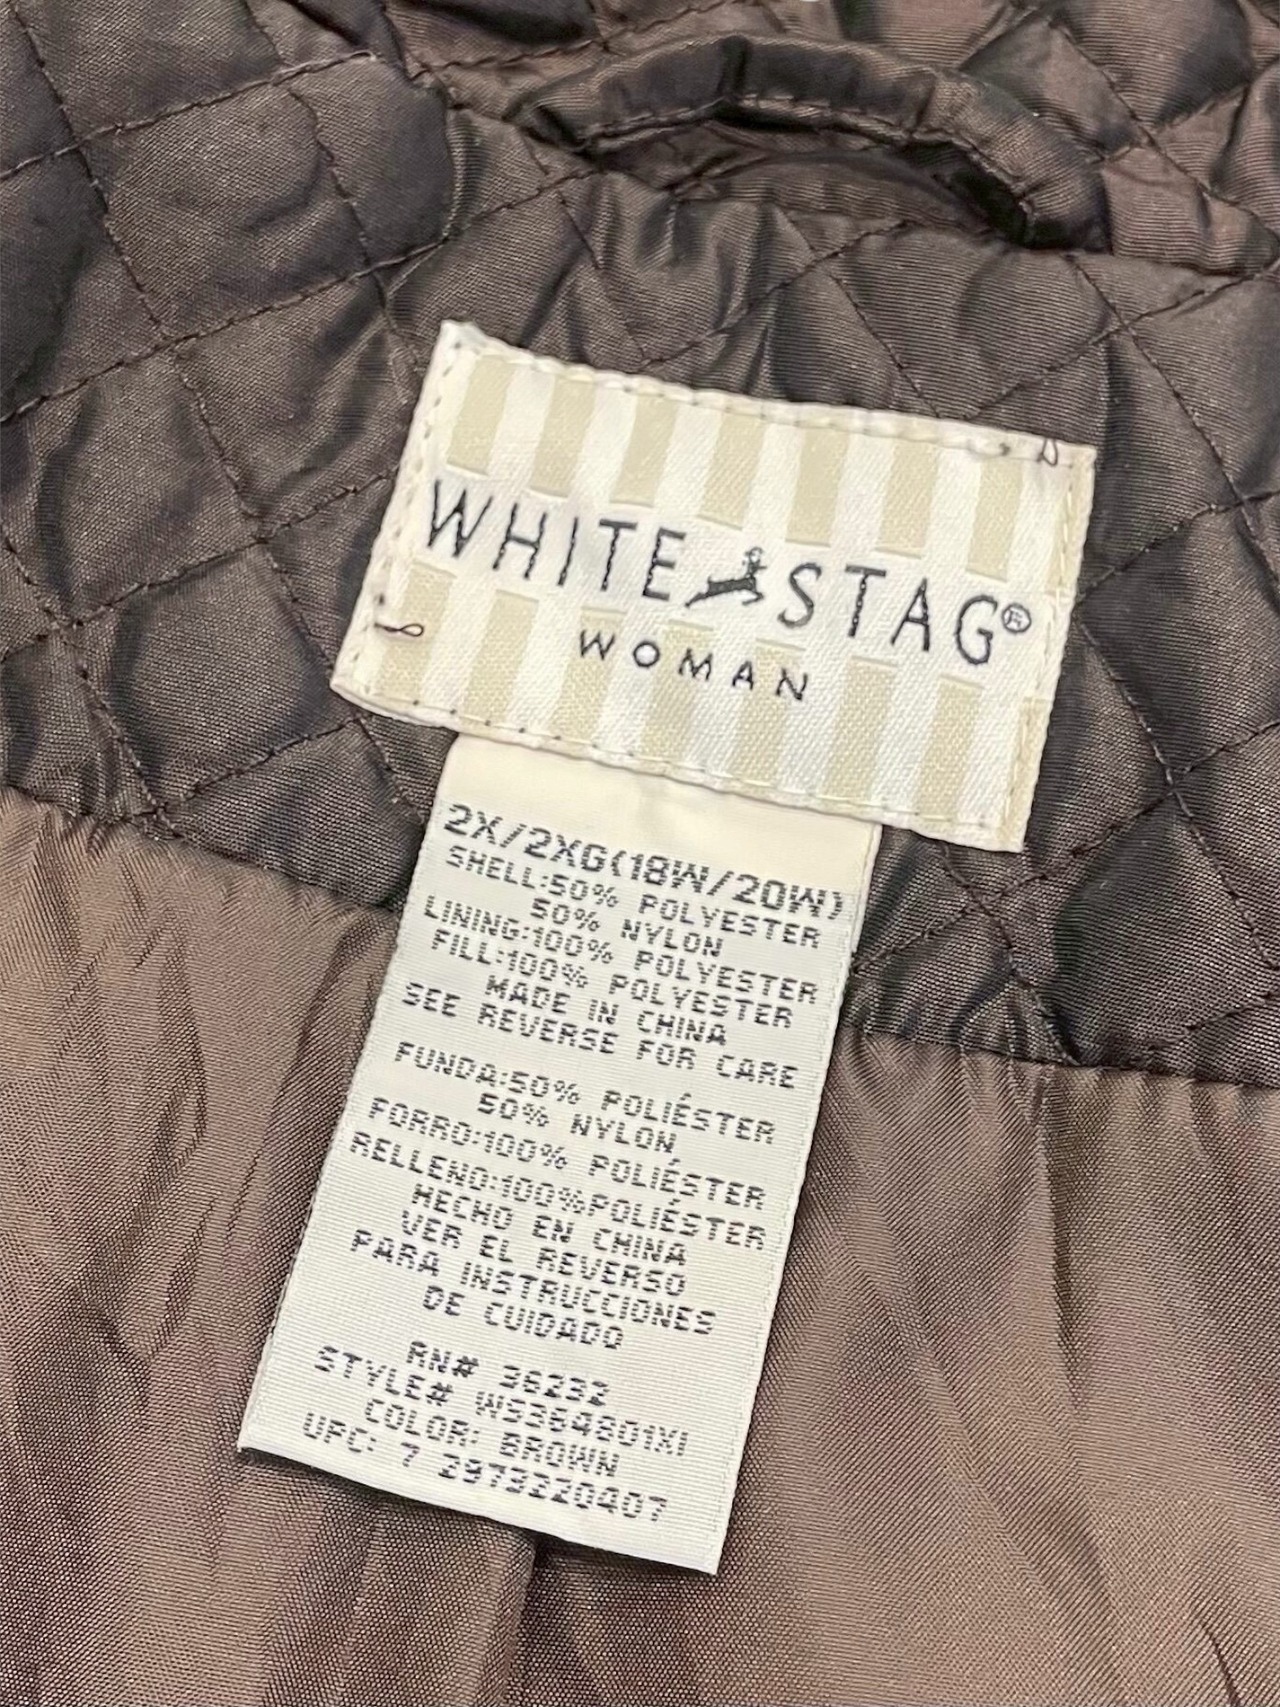 WHITE STAG®
WOMAN
2X/2XG(18W/20W)
SHELL:50% POLYESTER
50% NYLON
LINING:100% POLYESTER
FILL:100% POLYESTER
MADE IN CHINA
SEE REVERSE FOR CARE
FUNDA:50% POLIÉSTER
50% NYLON,
FORRO:100% POLIÉSTER
RELLENO:100%POLIÉSTER
HECHO EN CHINA
VER EL REVERSO
PARA INSTRUCCIONES
DE CUIDADO
RN# 36232
STYLE# WS364801XI
COLOR: BROWN
UPC: 7 2973220407